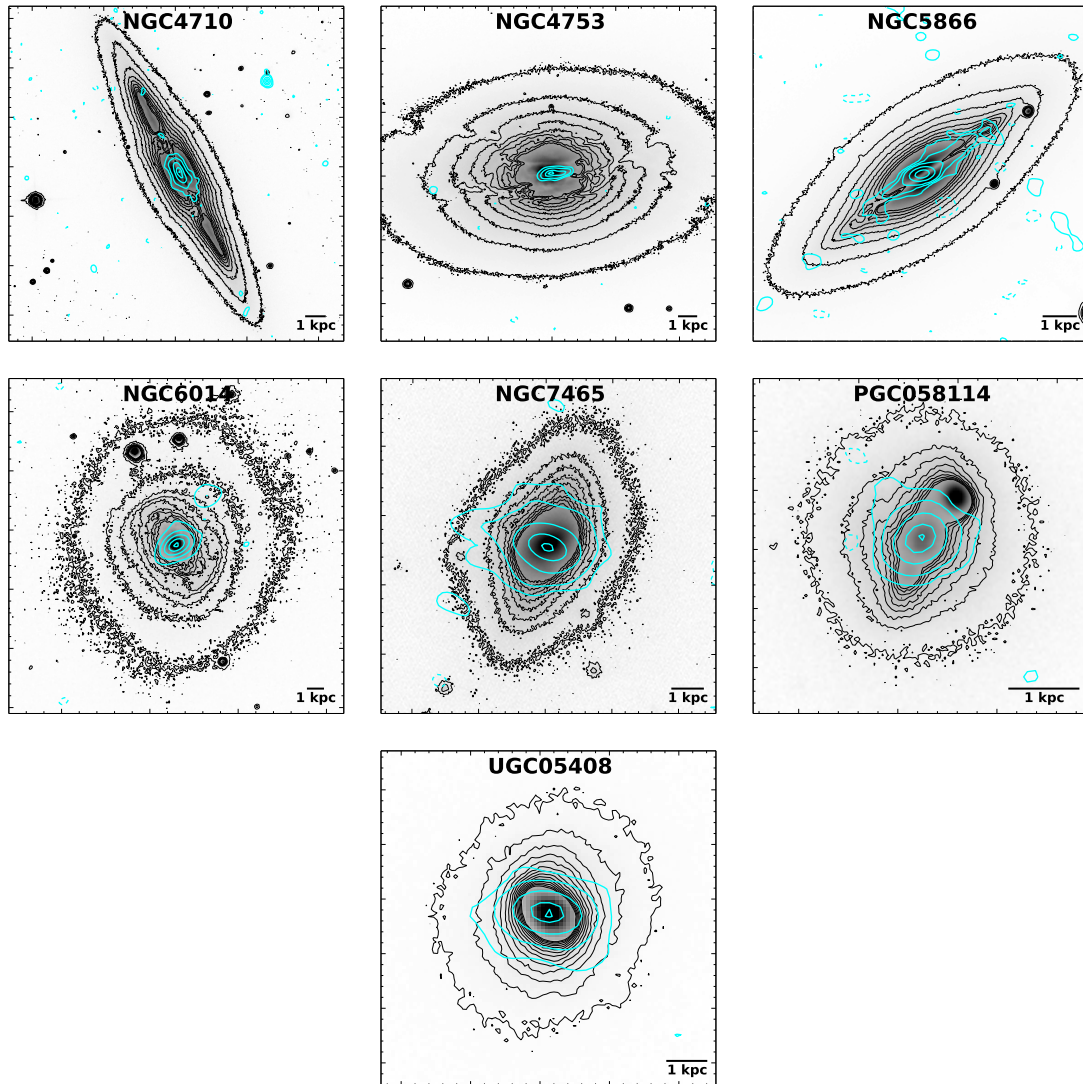 NGC4710
1 kpc
NGC4753
1 kpc
NGC5866
1 kpc
NGC6014
1 kpc
NGC7465
1 kpc
PGC058114
1 kpc
UGC05408
1 kpc